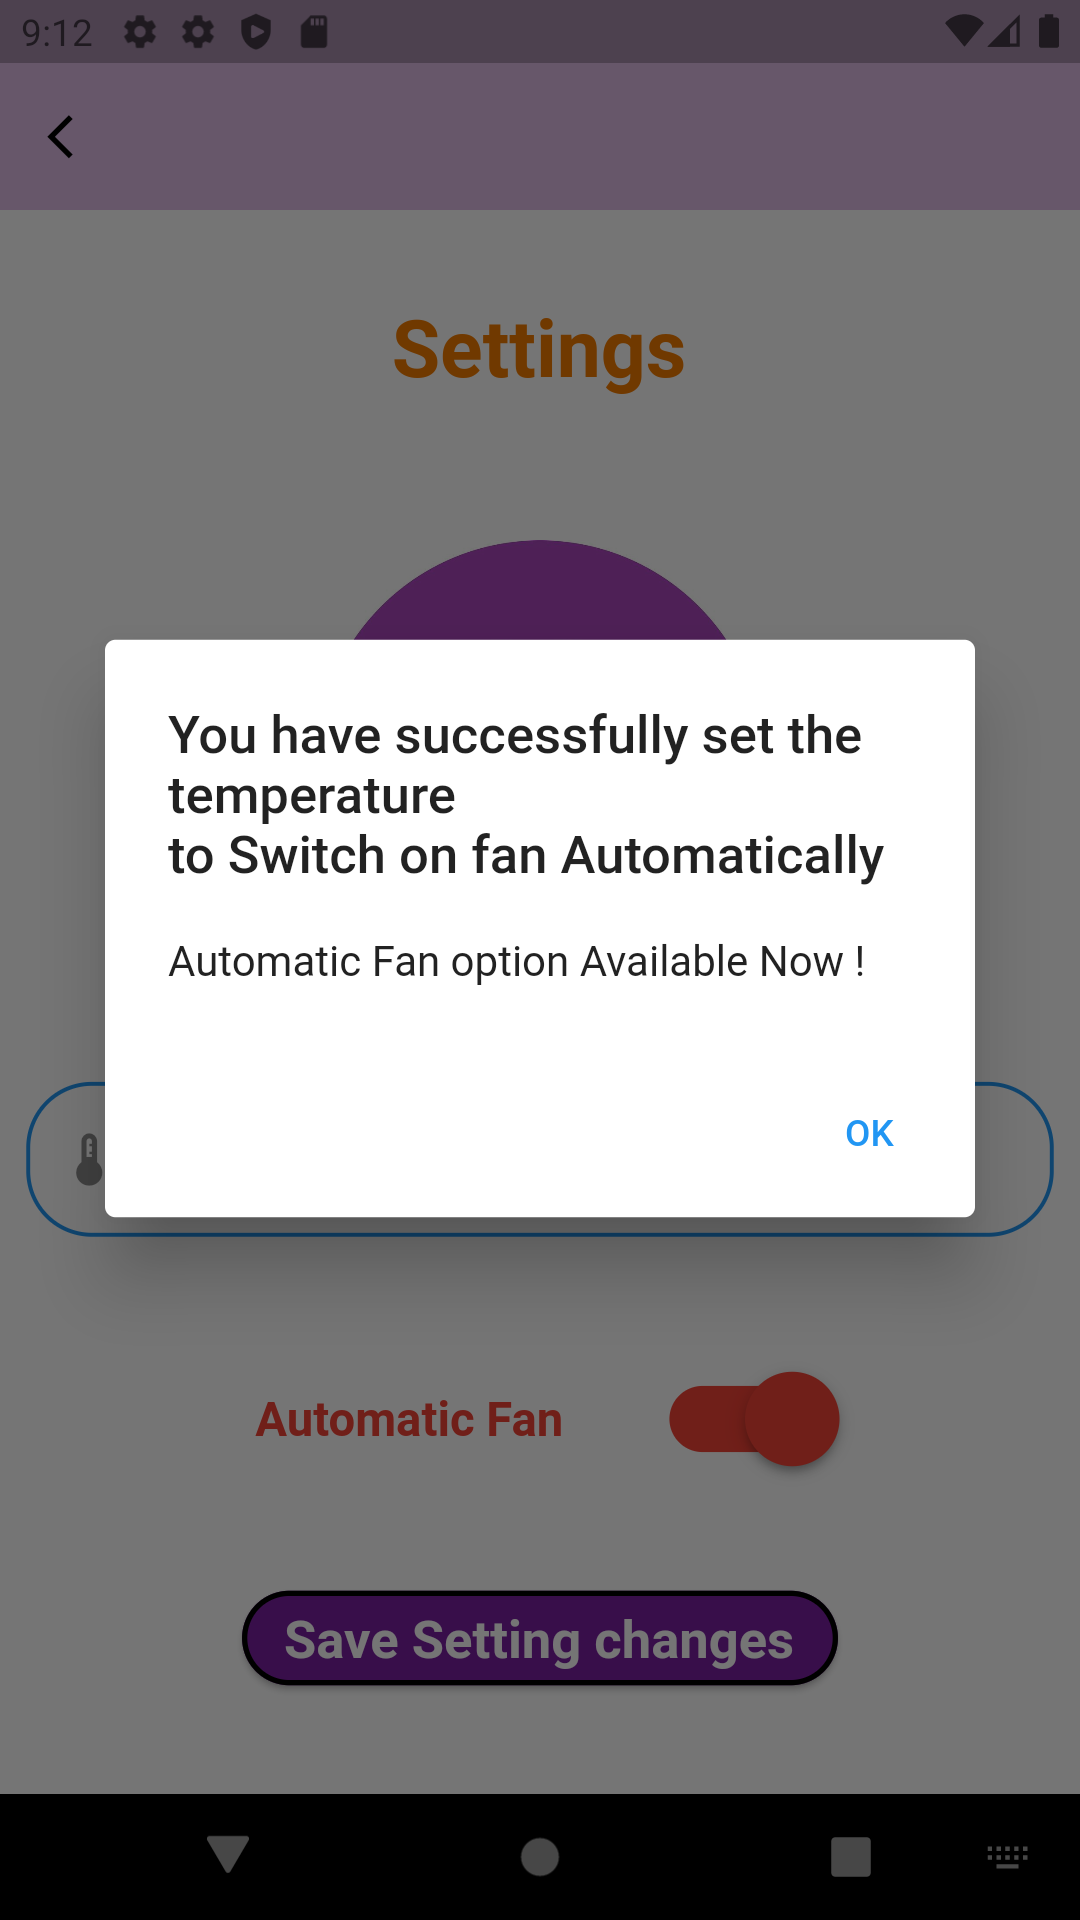 9:12
Settings
You have successfully set the
temperature
to Switch on fan Automatically
Automatic Fan option Available Now !
OK
Automatic Fan
Save Setting changes